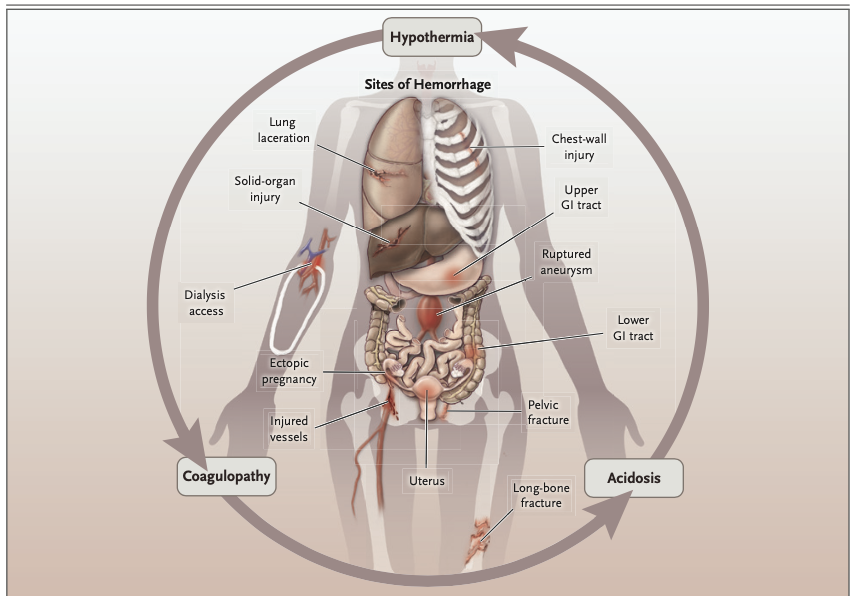 Hypothermia
Sites of Hemorrhage
Lung
laceration
Chest-wall
injury
Solid-organ
injury
Upper
GI tract
Ruptured
aneurysm
Dialysis
access
Lower
GI tract
Ectopic
pregnancy
Pelvic
fracture
Injured
vessels
Coagulopathy
Uterus
Acidosis
Long-bone
fracture